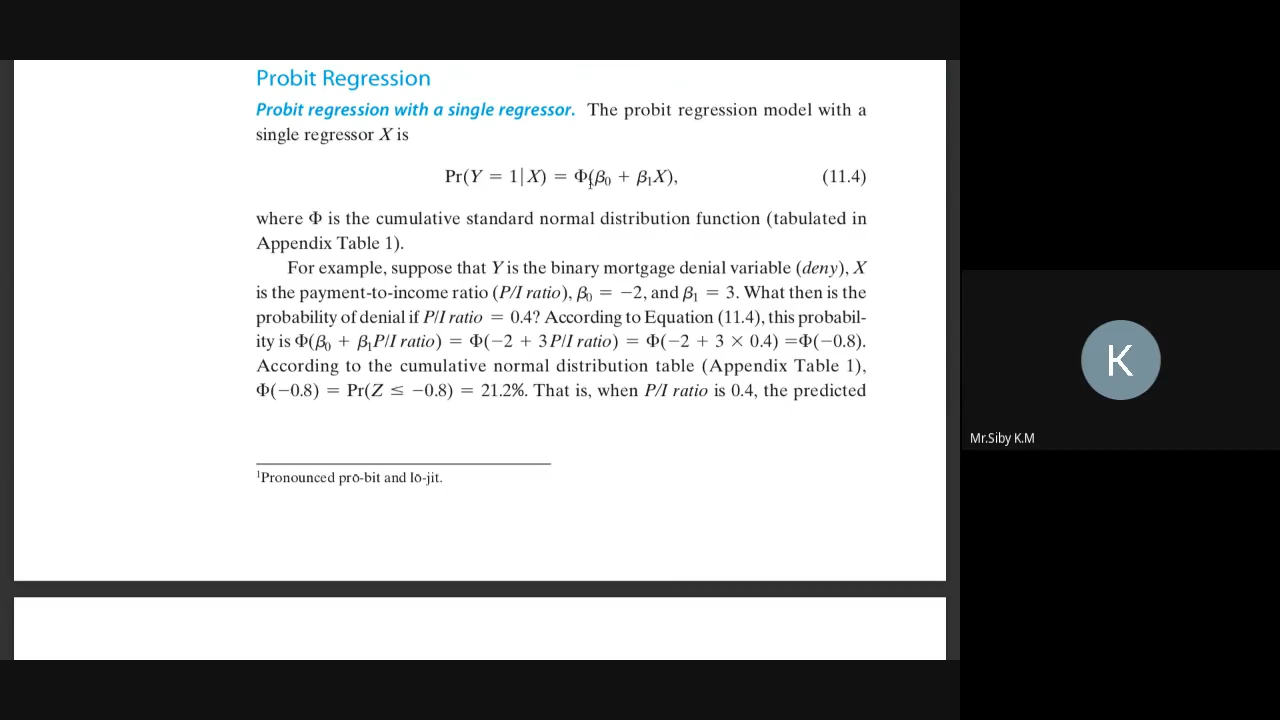 Probit Regression
Probit regression with a single regressor. The probit regression model with a
single regressor X is
Pr(Y = 1|X) = Φ(β₀ + β₁X), (11.4)
where Φ is the cumulative standard normal distribution function (tabulated in
Appendix Table 1).
For example, suppose that Y is the binary mortgage denial variable (deny), X
is the payment-to-income ratio (P/I ratio), β₀ = −2, and β₁ = 3. What then is the
probability of denial if P/I ratio = 0.4? According to Equation (11.4), this probabil-
ity is Φ(β₀ + β₁P/I ratio) = Φ(−2 + 3P/I ratio) = Φ(−2 + 3 × 0.4) =Φ(−0.8).
According to the cumulative normal distribution table (Appendix Table 1),
Φ(−0.8) = Pr(Z ≤ −0.8) = 21.2%. That is, when P/I ratio is 0.4, the predicted
¹Pronounced prō-bit and lō-jit.
K
Mr.Siby K.M